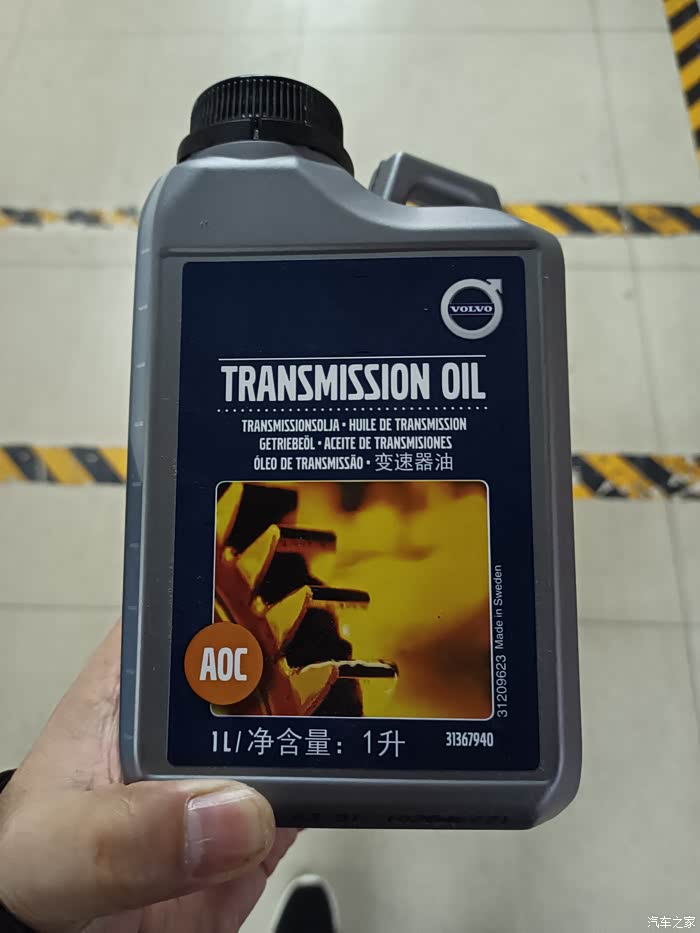 VOLVO
TRANSMISSION OIL
TRANSMISSIONSOLJA • HUILE DE TRANSMISSION
GETRIEBEÖL • ACEITE DE TRANSMISIONES
ÓLEO DE TRANSMISSÃO • 变速器油
31209623 Made in Sweden
AOC
1L/净含量：1升
31367940
汽车之家